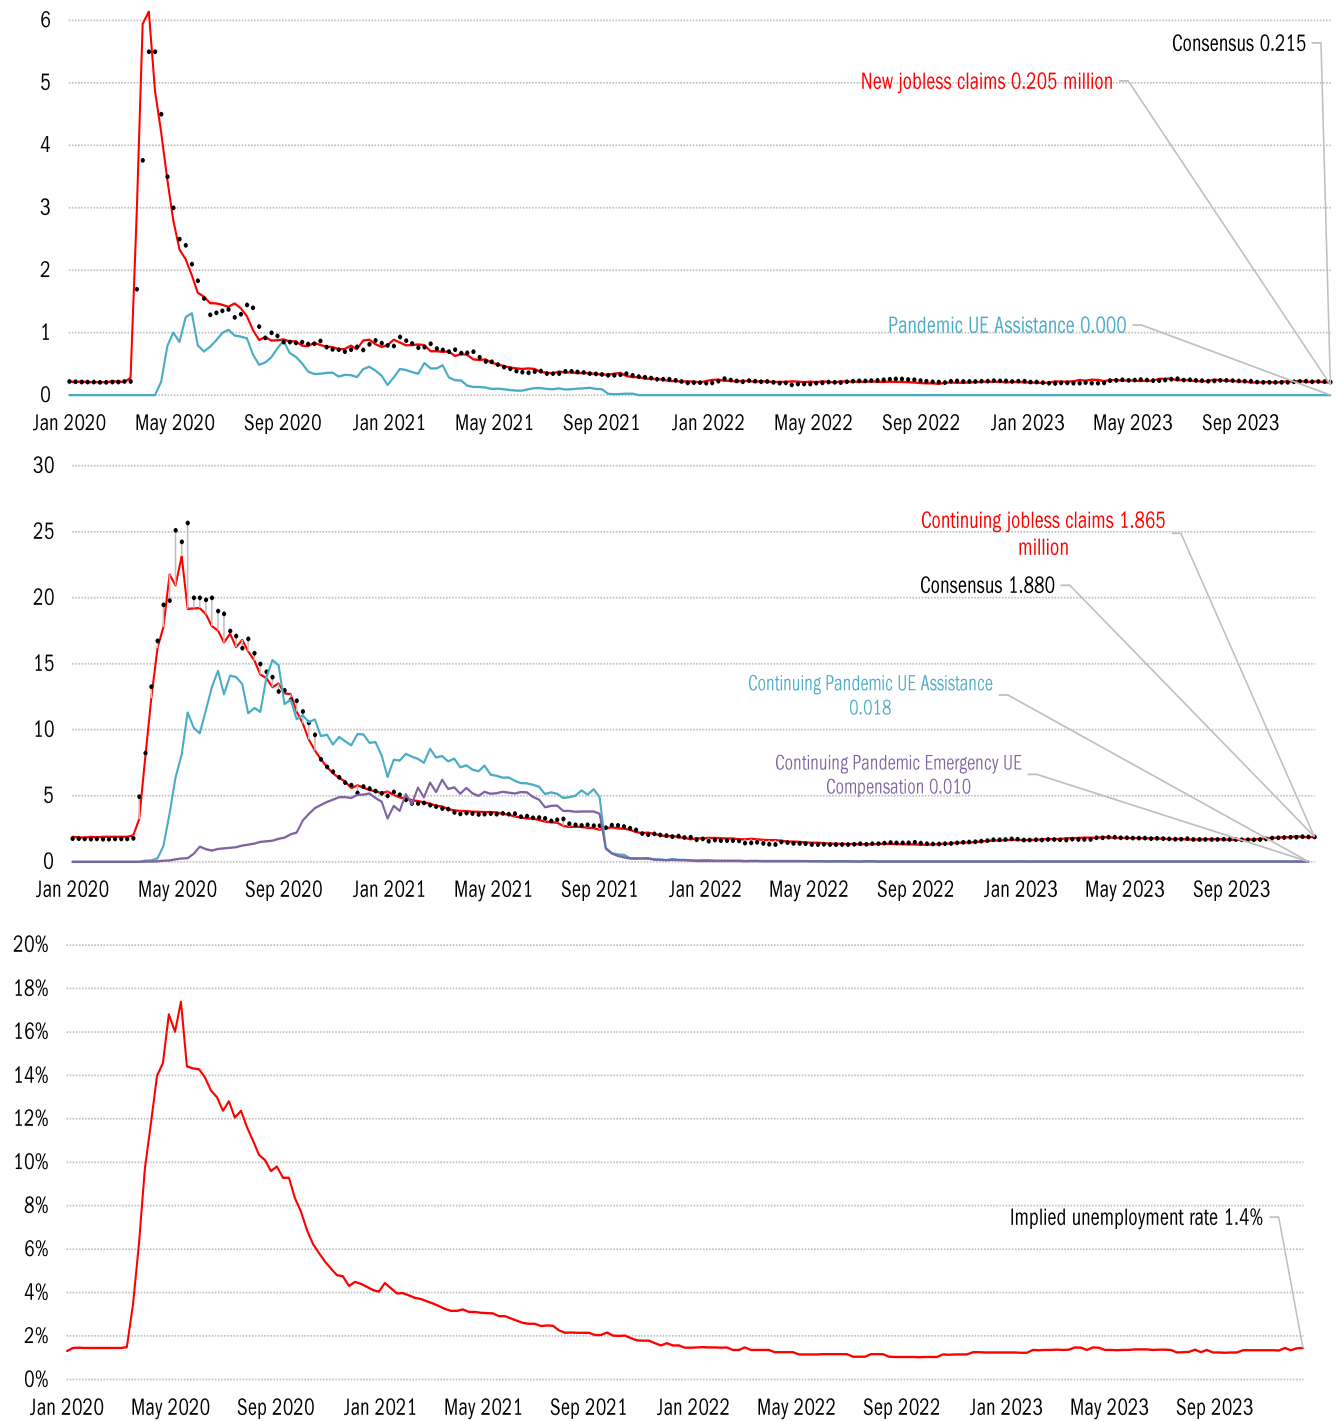 6
Consensus 0.215
5
New jobless claims 0.205 million
4
3
2
1
Pandemic UE Assistance 0.000
0
Jan 2020 May 2020 Sep 2020 Jan 2021 May 2021 Sep 2021 Jan 2022 May 2022 Sep 2022 Jan 2023 May 2023 Sep 2023
30
25
Continuing jobless claims 1.865
million
Consensus 1.880
20
15
Continuing Pandemic UE Assistance
0.018
10
Continuing Pandemic Emergency UE
Compensation 0.010
5
0
Jan 2020 May 2020 Sep 2020 Jan 2021 May 2021 Sep 2021 Jan 2022 May 2022 Sep 2022 Jan 2023 May 2023 Sep 2023
20%
18%
16%
14%
12%
10%
8%
Implied unemployment rate 1.4%
6%
4%
2%
0%
Jan 2020 May 2020 Sep 2020 Jan 2021 May 2021 Sep 2021 Jan 2022 May 2022 Sep 2022 Jan 2023 May 2023 Sep 2023